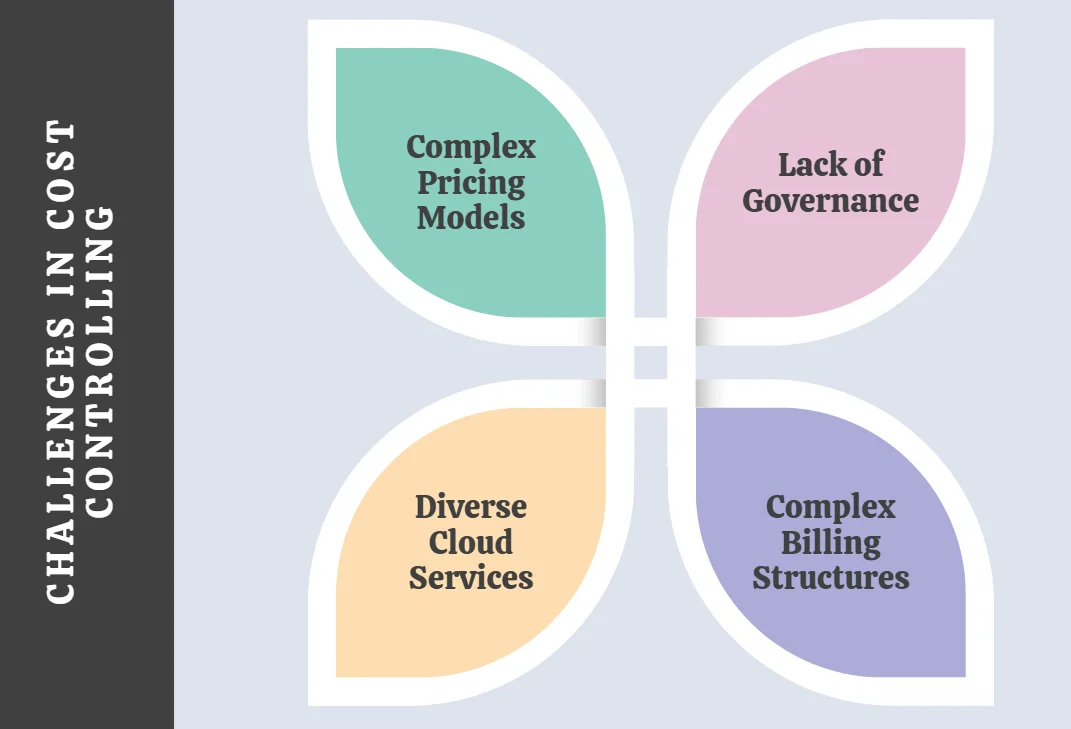 CHALLENGES IN COST
CONTROLLING
Complex
Pricing
Models
Lack of
Governance
Diverse
Cloud
Services
Complex
Billing
Structures